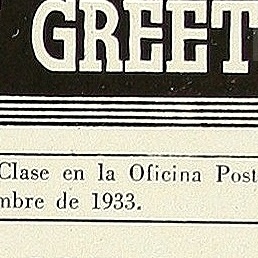 GREET
Clase en la Oficina Post
mbre de 1933.